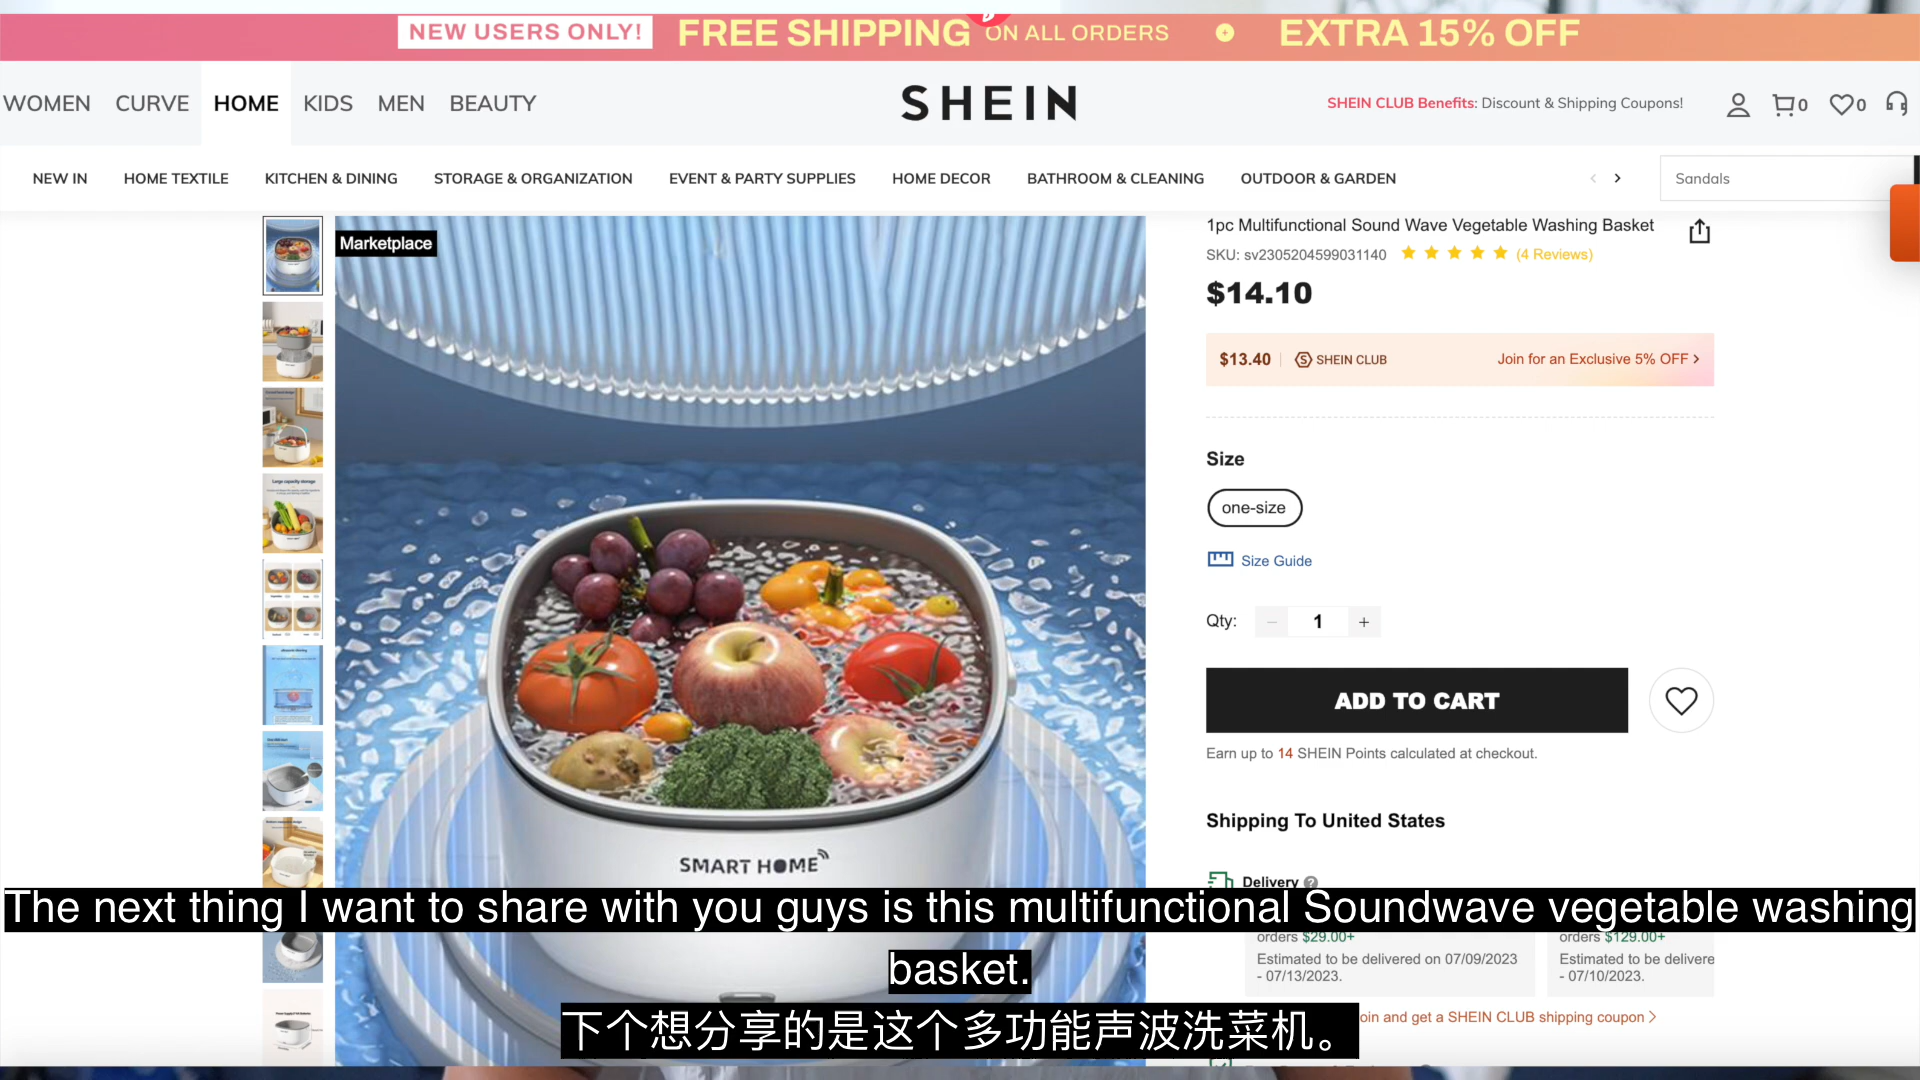 NEW USERS ONLY! FREE SHIPPING ON ALL ORDERS EXTRA 15% OFF
WOMEN CURVE HOME KIDS MEN BEAUTY
SHEIN
SHEIN CLUB Benefits: Discount & Shipping Coupons!
0
0
NEW IN HOME TEXTILE KITCHEN & DINING STORAGE & ORGANIZATION EVENT & PARTY SUPPLIES HOME DECOR BATHROOM & CLEANING OUTDOOR & GARDEN
Sandals
Marketplace
Large capacity storage
SMART HOME
1pc Multifunctional Sound Wave Vegetable Washing Basket
SKU: sv2305204599031140 (4 Reviews)
$14.10
$13.40 SHEIN CLUB Join for an Exclusive 5% OFF >
Size
one-size
Size Guide
Qty: − 1 +
ADD TO CART
Earn up to 14 SHEIN Points calculated at checkout.
Shipping To United States
Delivery ?
orders $29.00+
Estimated to be delivered on 07/09/2023
- 07/13/2023.
orders $129.00+
Estimated to be delivere
- 07/10/2023.
oin and get a SHEIN CLUB shipping coupon >
The next thing I want to share with you guys is this multifunctional Soundwave vegetable washing
basket.
下个想分享的是这个多功能声波洗菜机。